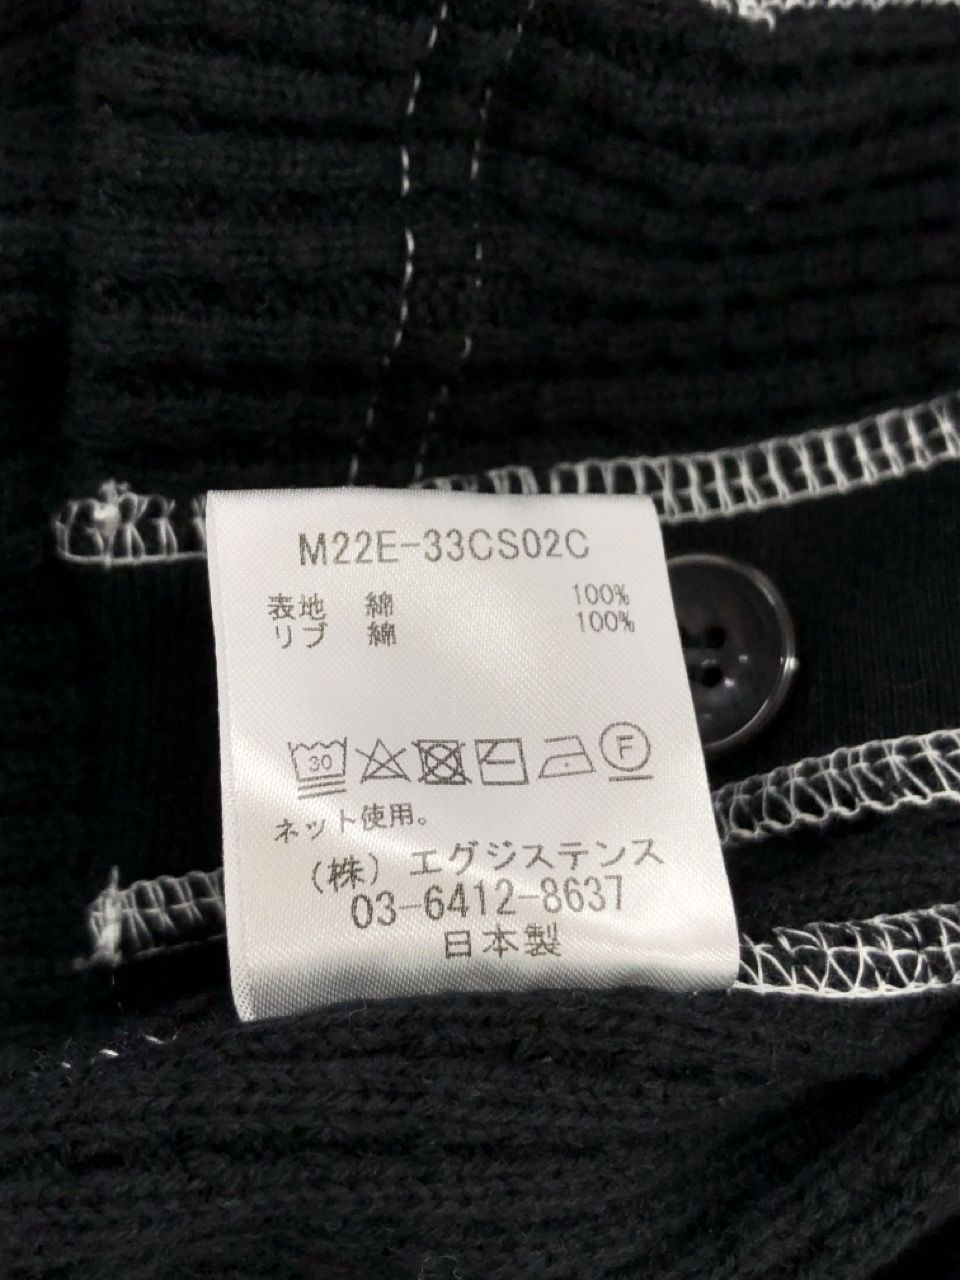 M22E-33CS02C
表地 綿 100%
リブ 綿 100%
30 F
ネット使用。
(株) エグジステンス
03-6412-8637
日本製